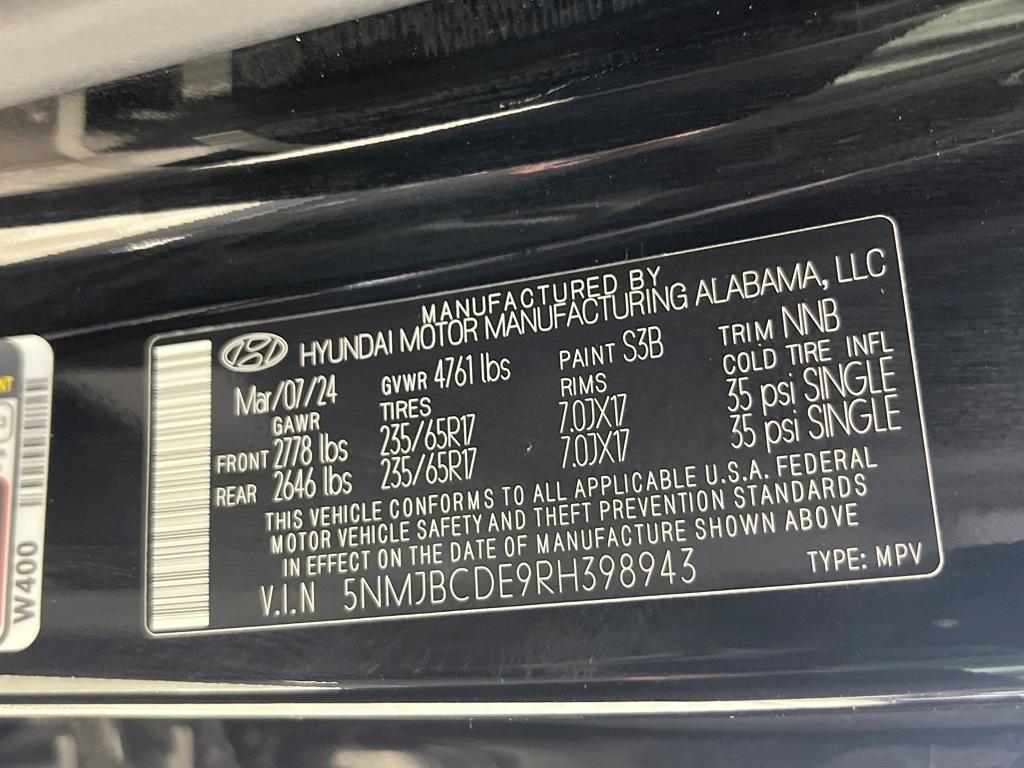 MANUFACTURED BY
HYUNDAI MOTOR MANUFACTURING ALABAMA, LLC
Mar/07/24 GVWR 4761 lbs PAINT S3B TRIM NNB
GAWR TIRES RIMS COLD TIRE INFL
FRONT 2778 lbs 235/65R17 7.0JX17 35 psi SINGLE
REAR 2646 lbs 235/65R17 7.0JX17 35 psi SINGLE
THIS VEHICLE CONFORMS TO ALL APPLICABLE U.S.A. FEDERAL
MOTOR VEHICLE SAFETY AND THEFT PREVENTION STANDARDS
IN EFFECT ON THE DATE OF MANUFACTURE SHOWN ABOVE
V.I.N 5NMJBCDE9RH398943 TYPE: MPV
W400